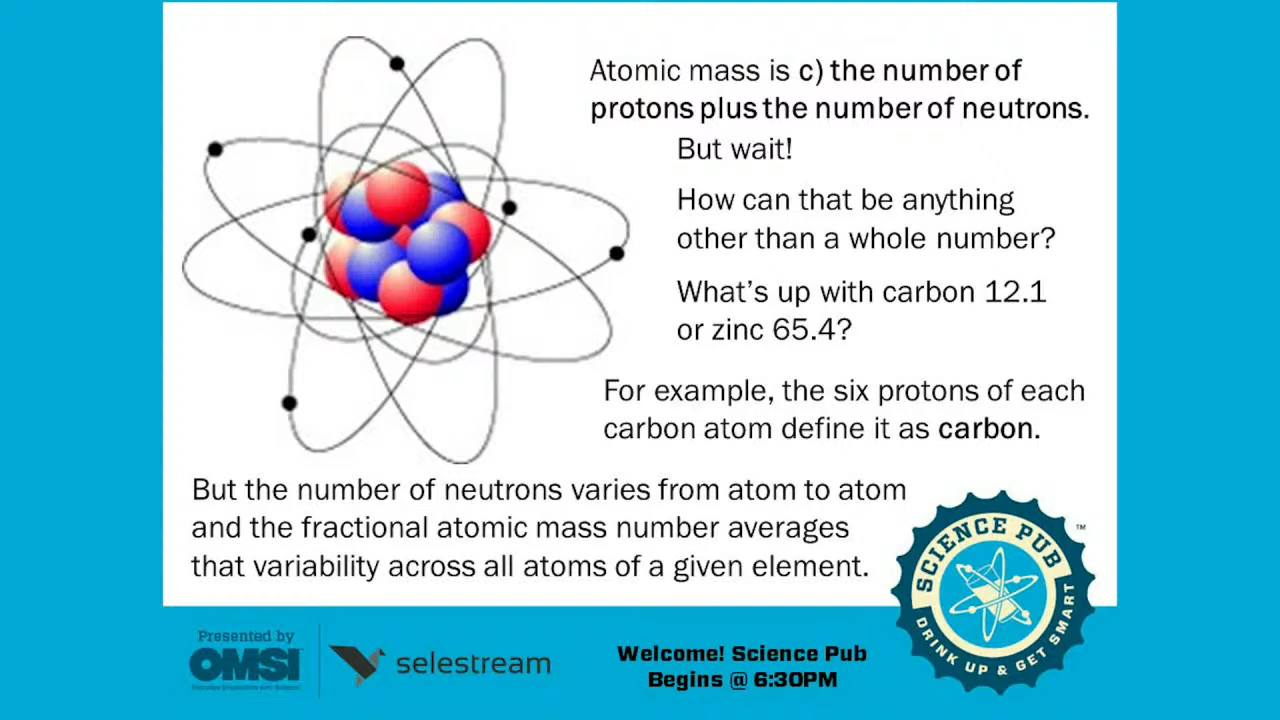 Atomic mass is c) the number of
protons plus the number of neutrons.
But wait!
How can that be anything
other than a whole number?
What's up with carbon 12.1
or zinc 65.4?
For example, the six protons of each
carbon atom define it as carbon.
But the number of neutrons varies from atom to atom
and the fractional atomic mass number averages
that variability across all atoms of a given element.
SCIENCE PUB
™
DRINK UP & GET SMART
Presented by
OMSI
selestream
Welcome! Science Pub
Begins @ 6:30PM